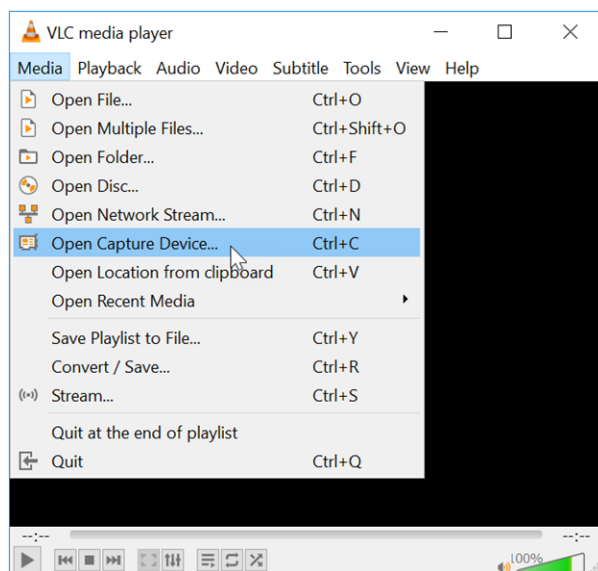 VLC media player
Media Playback Audio Video Subtitle Tools View Help
Open File... Ctrl+O
Open Multiple Files... Ctrl+Shift+O
Open Folder... Ctrl+F
Open Disc... Ctrl+D
Open Network Stream... Ctrl+N
Open Capture Device... Ctrl+C
Open Location from clipboard Ctrl+V
Open Recent Media
Save Playlist to File... Ctrl+Y
Convert / Save... Ctrl+R
Stream... Ctrl+S
Quit at the end of playlist
Quit Ctrl+Q
--:-- --:--
100%